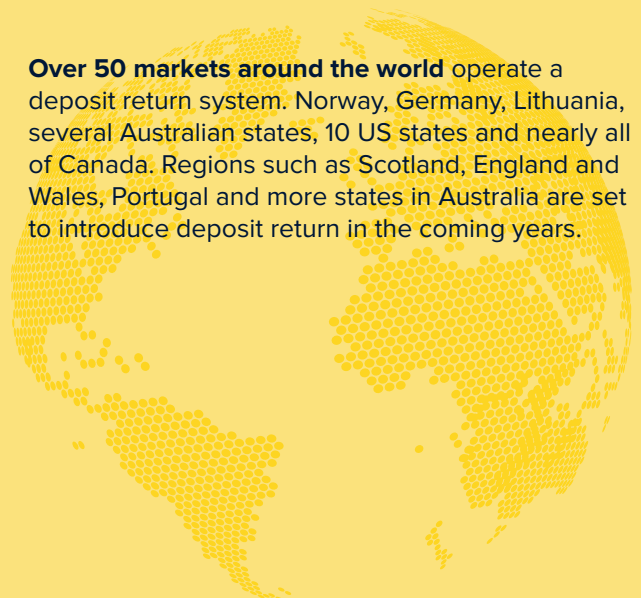 Over 50 markets around the world operate a
deposit return system. Norway, Germany, Lithuania,
several Australian states, 10 US states and nearly all
of Canada. Regions such as Scotland, England and
Wales, Portugal and more states in Australia are set
to introduce deposit return in the coming years.